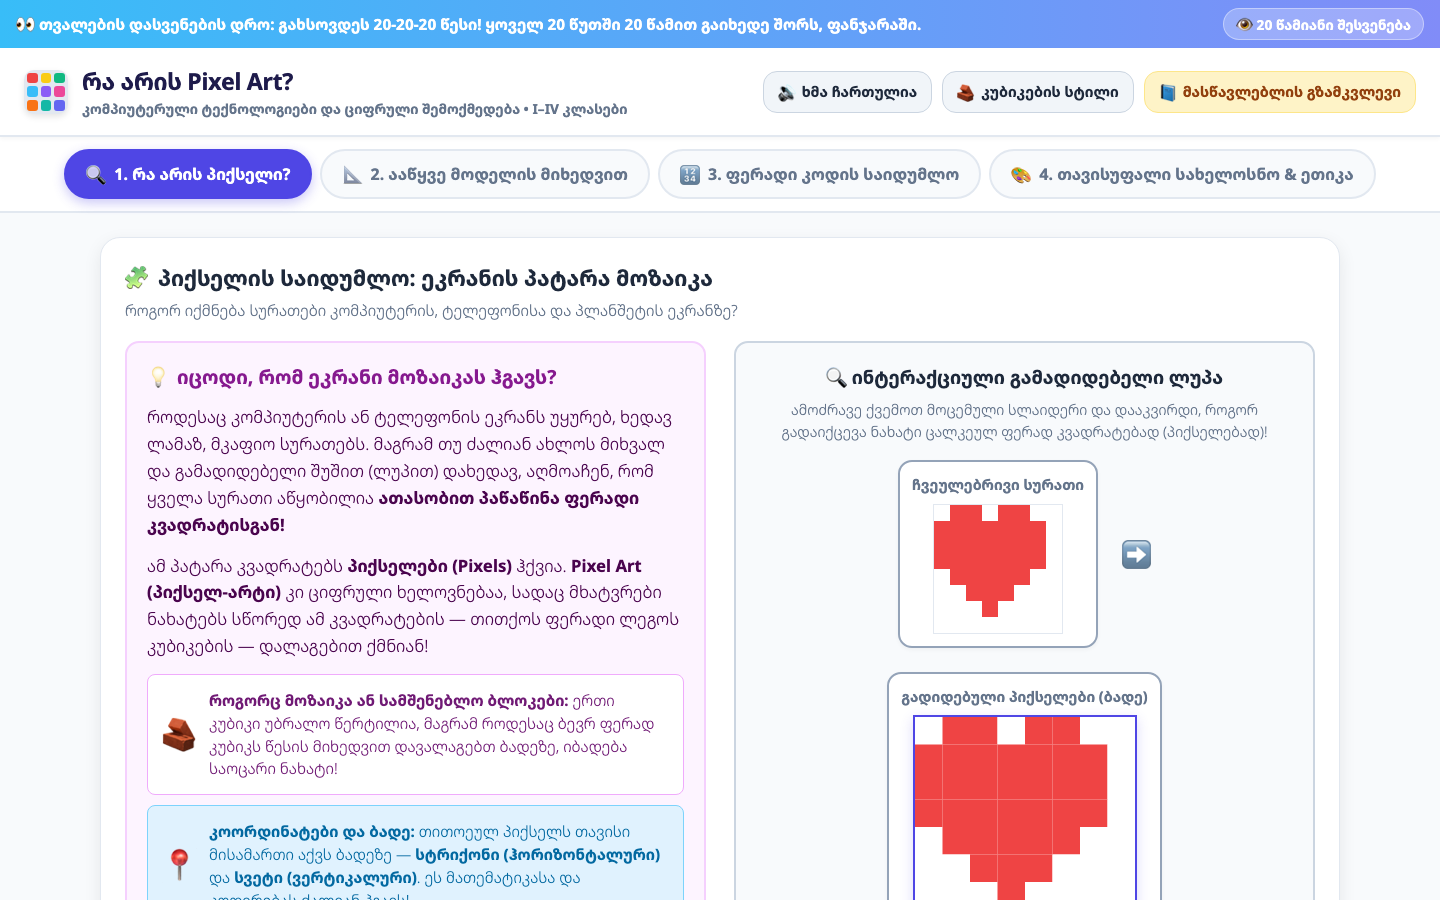 👀 თვალების დასვენების დრო: გახსოვდეს 20-20-20 წესი! ყოველ 20 წუთში 20 წამით გაიხედე შორს, ფანჯარაში.
👁️ 20 წამიანი შესვენება
რა არის Pixel Art?
კომპიუტერული ტექნოლოგიები და ციფრული შემოქმედება • I–IV კლასები
🔊 ხმა ჩართულია
🧱 კუბიკების სტილი
📘 მასწავლებლის გზამკვლევი
🔍 1. რა არის პიქსელი?
📐 2. ააწყვე მოდელის მიხედვით
🔢 3. ფერადი კოდის საიდუმლო
🎨 4. თავისუფალი სახელოსნო & ეთიკა
🧩 პიქსელის საიდუმლო: ეკრანის პატარა მოზაიკა
როგორ იქმნება სურათები კომპიუტერის, ტელეფონისა და პლანშეტის ეკრანზე?
💡 იცოდი, რომ ეკრანი მოზაიკას ჰგავს?
როდესაც კომპიუტერის ან ტელეფონის ეკრანს უყურებ, ხედავ
ლამაზ, მკაფიო სურათებს. მაგრამ თუ ძალიან ახლოს მიხვალ
და გამადიდებელი შუშით (ლუპით) დახედავ, აღმოაჩენ, რომ
ყველა სურათი აწყობილია ათასობით პაწაწინა ფერადი
კვადრატისგან!
ამ პატარა კვადრატებს პიქსელები (Pixels) ჰქვია. Pixel Art
(პიქსელ-არტი) კი ციფრული ხელოვნებაა, სადაც მხატვრები
ნახატებს სწორედ ამ კვადრატების — თითქოს ფერადი ლეგოს
კუბიკების — დალაგებით ქმნიან!
როგორც მოზაიკა ან სამშენებლო ბლოკები: ერთი
კუბიკი უბრალო წერტილია, მაგრამ როდესაც ბევრ ფერად
კუბიკს წესის მიხედვით დავალაგებთ ბადეზე, იბადება
საოცარი ნახატი!
კოორდინატები და ბადე: თითოეულ პიქსელს თავისი
მისამართი აქვს ბადეზე — სტრიქონი (ჰორიზონტალური)
და სვეტი (ვერტიკალური). ეს მათემატიკასა და
🔍 ინტერაქციული გამადიდებელი ლუპა
ამოძრავე ქვემოთ მოცემული სლაიდერი და დააკვირდი, როგორ
გადაიქცევა ნახატი ცალკეულ ფერად კვადრატებად (პიქსელებად)!
ჩვეულებრივი სურათი
➡️
გადიდებული პიქსელები (ბადე)